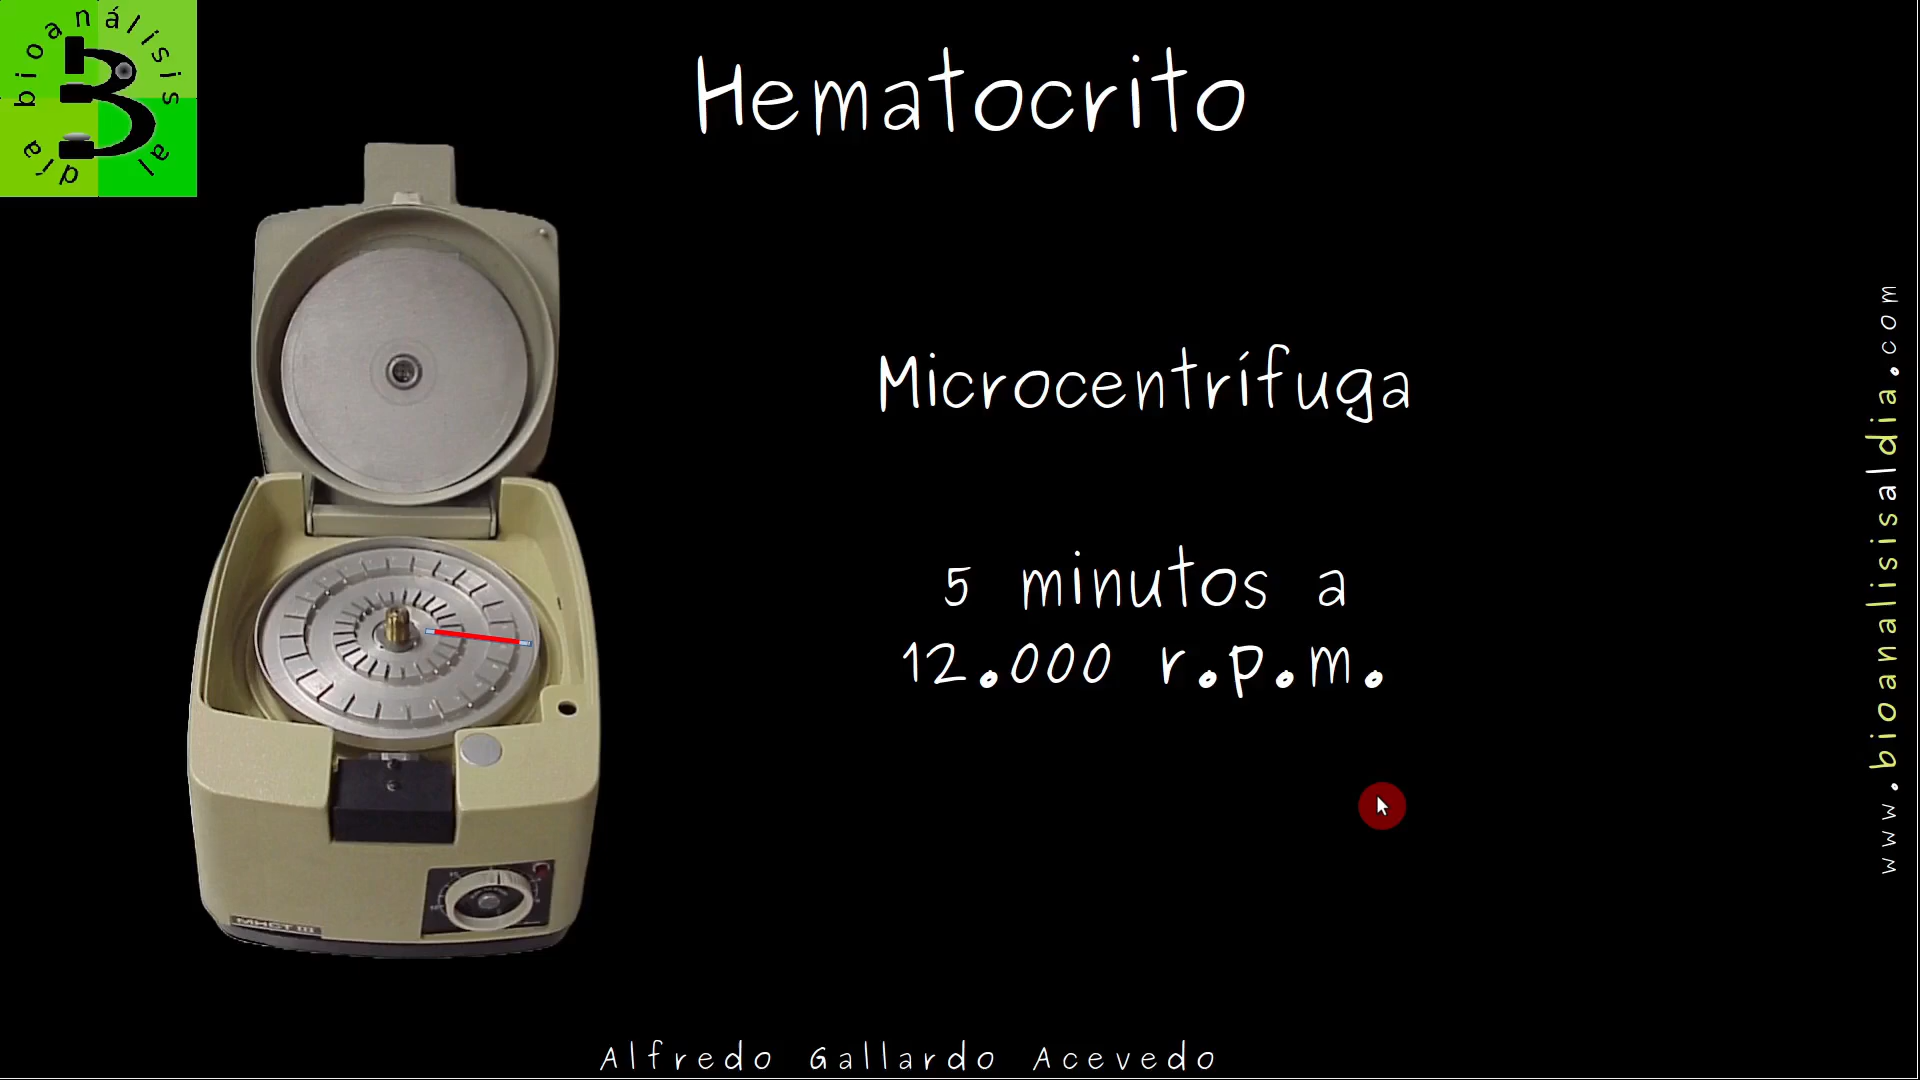 bioanálisis al día
Hematocrito
Microcentrífuga
5 minutos a
12.000 r.p.m.
www.bioanalisisaldia.com
Alfredo Gallardo Acevedo